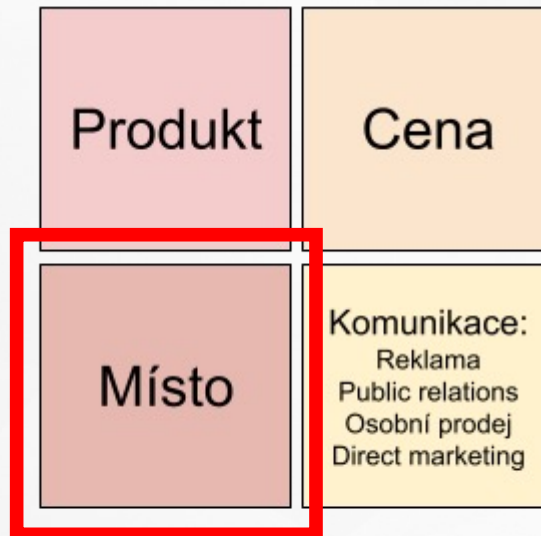 Produkt
Cena
Místo
Komunikace:
Reklama
Public relations
Osobní prodej
Direct marketing